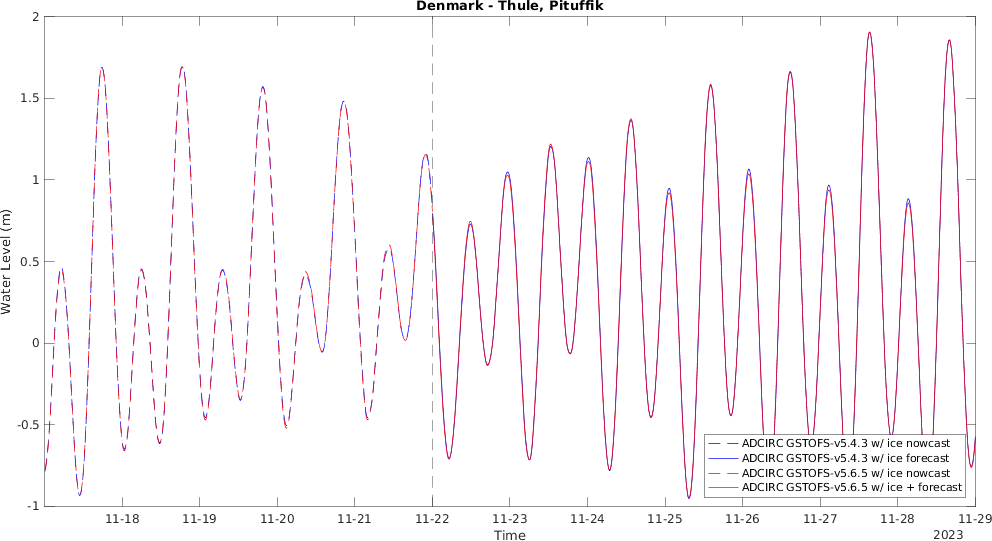 Denmark - Thule, Pituffik
2
1.5
1
0.5
0
-0.5
-1
Water Level (m)
ADCIRC GSTOFS-v5.4.3 w/ ice nowcast
ADCIRC GSTOFS-v5.4.3 w/ ice forecast
ADCIRC GSTOFS-v5.6.5 w/ ice nowcast
ADCIRC GSTOFS-v5.6.5 w/ ice + forecast
11-18 11-19 11-20 11-21 11-22 11-23 11-24 11-25 11-26 11-27 11-28 11-29
Time
2023